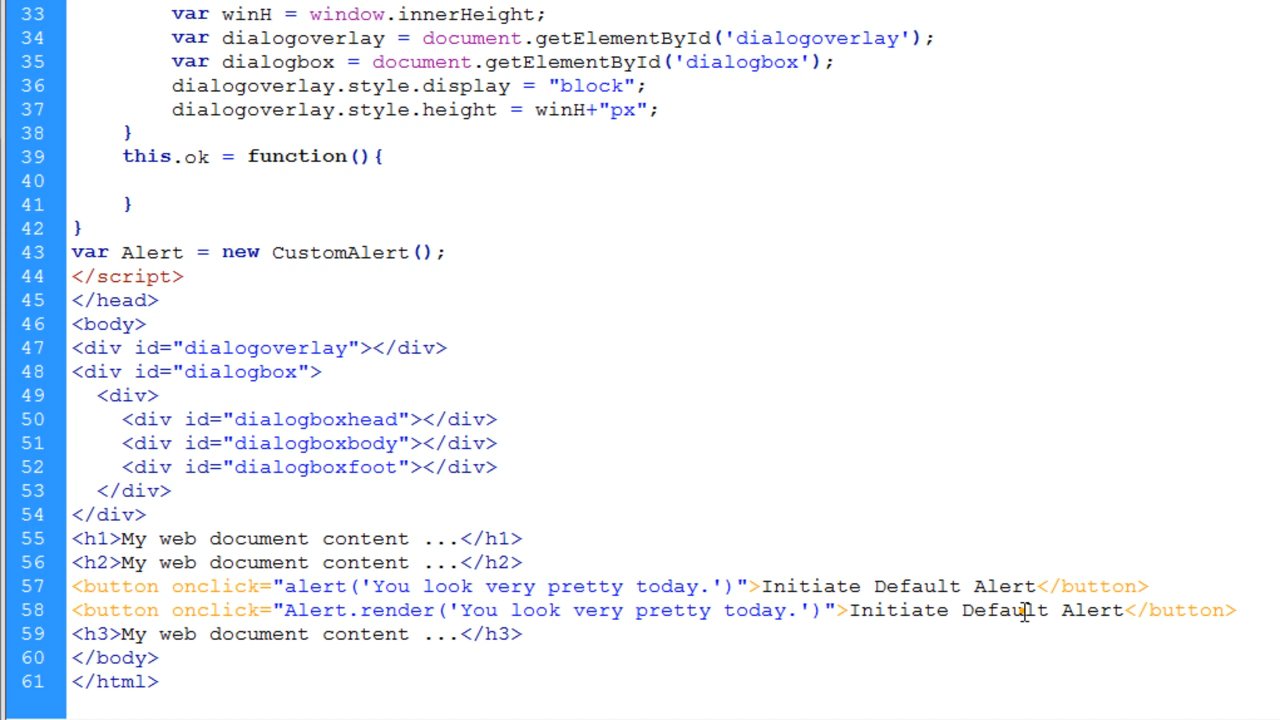 33 var winH = window.innerHeight;
34 var dialogoverlay = document.getElementById('dialogoverlay');
35 var dialogbox = document.getElementById('dialogbox');
36 dialogoverlay.style.display = "block";
37 dialogoverlay.style.height = winH+"px";
38 }
39 this.ok = function(){
40
41 }
42 }
43 var Alert = new CustomAlert();
44 </script>
45 </head>
46 <body>
47 <div id="dialogoverlay"></div>
48 <div id="dialogbox">
49 <div>
50 <div id="dialogboxhead"></div>
51 <div id="dialogboxbody"></div>
52 <div id="dialogboxfoot"></div>
53 </div>
54 </div>
55 <h1>My web document content ...</h1>
56 <h2>My web document content ...</h2>
57 <button onclick="alert('You look very pretty today.')">Initiate Default Alert</button>
58 <button onclick="Alert.render('You look very pretty today.')">Initiate Default Alert</button>
59 <h3>My web document content ...</h3>
60 </body>
61 </html>